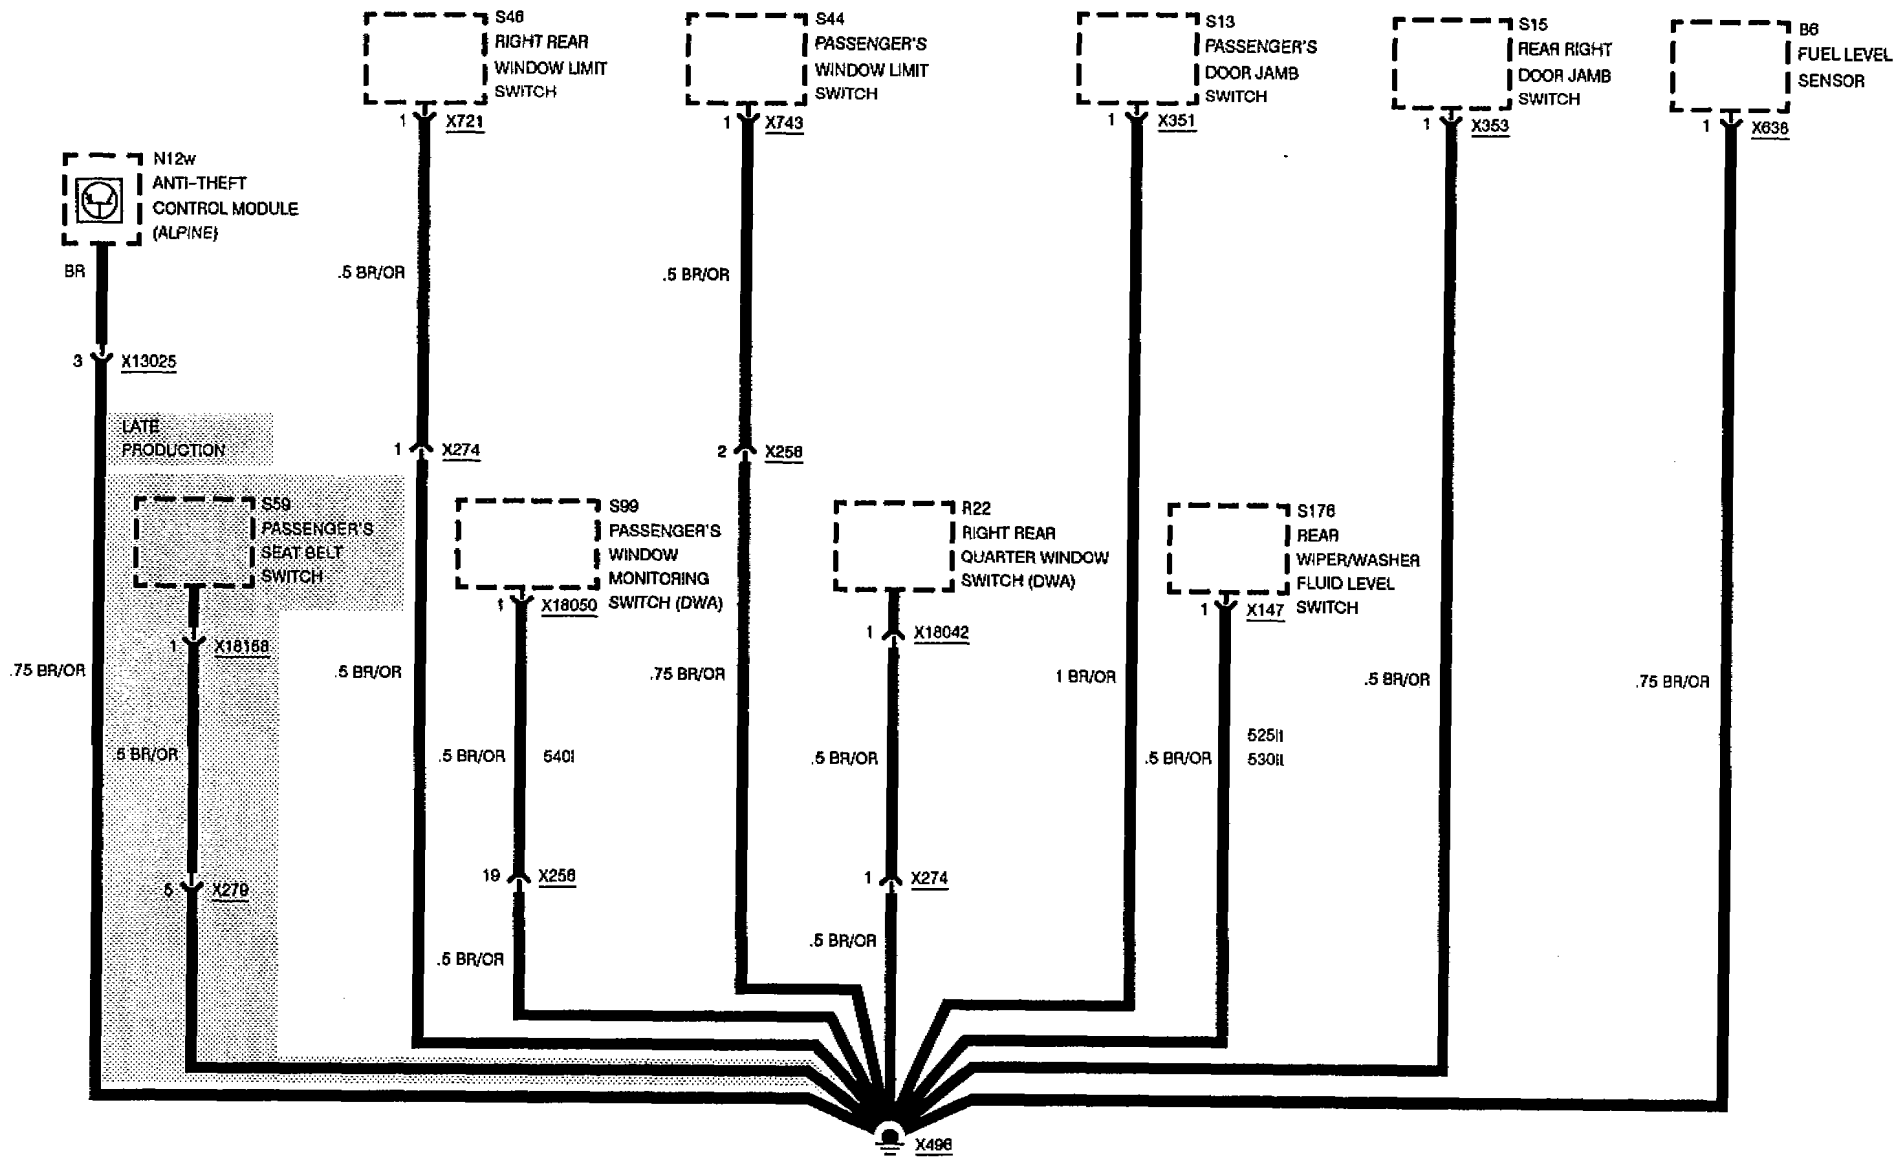 S46
RIGHT REAR
WINDOW LIMIT
SWITCH
1
X721
S44
PASSENGER'S
WINDOW LIMIT
SWITCH
1
X743
S13
PASSENGER'S
DOOR JAMB
SWITCH
1
X351
S15
REAR RIGHT
DOOR JAMB
SWITCH
1
X353
B6
FUEL LEVEL
SENSOR
1
X636
N12w
ANTI-THEFT
CONTROL MODULE
(ALPINE)
BR
.5 BR/OR
.5 BR/OR
3
X13025
LATE
PRODUCTION
1
X274
2
X256
S59
PASSENGER'S
SEAT BELT
SWITCH
1
X18158
S99
PASSENGER'S
WINDOW
MONITORING
SWITCH (DWA)
1
X18050
R22
RIGHT REAR
QUARTER WINDOW
SWITCH (DWA)
1
X18042
S176
REAR
WIPER/WASHER
FLUID LEVEL
SWITCH
1
X147
.75 BR/OR
.5 BR/OR
.75 BR/OR
1 BR/OR
.5 BR/OR
.75 BR/OR
.5 BR/OR
.5 BR/OR
540i
.5 BR/OR
.5 BR/OR
525it
530it
5
X279
19
X256
1
X274
.5 BR/OR
.5 BR/OR
X496